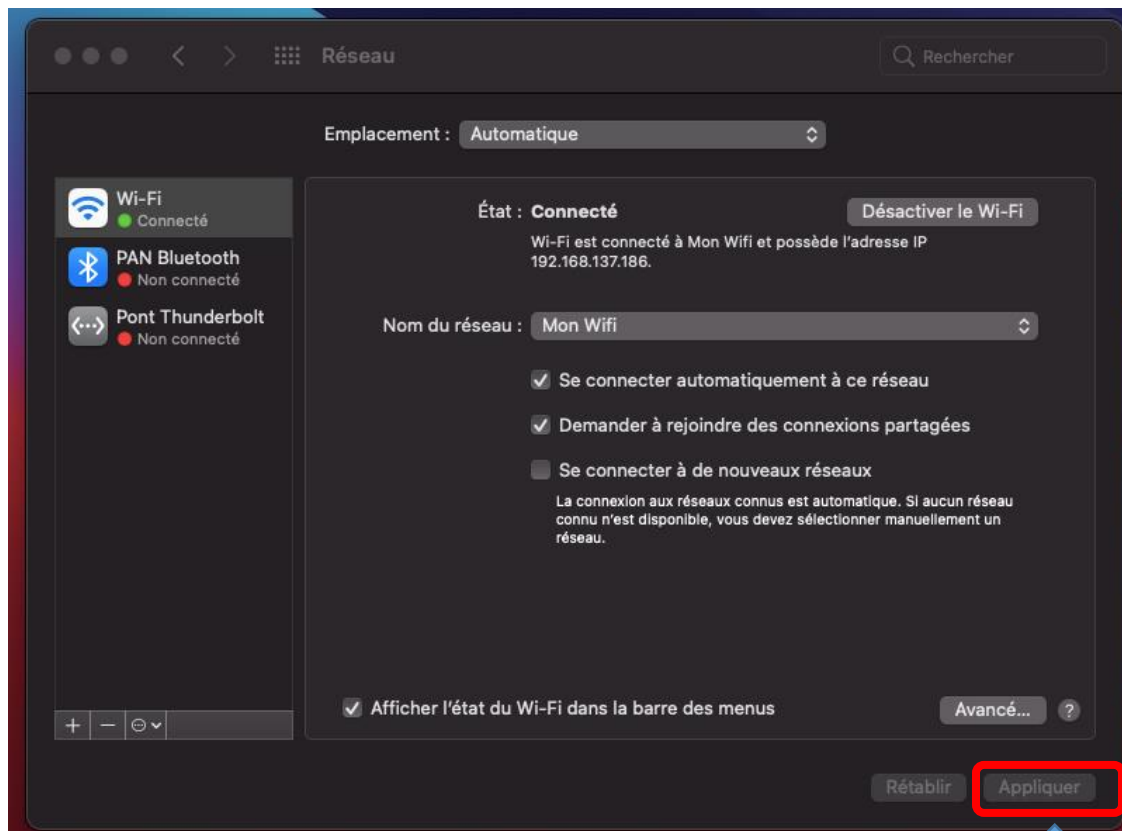 Réseau
Rechercher
Emplacement : Automatique
Wi-Fi
Connecté
PAN Bluetooth
Non connecté
Pont Thunderbolt
Non connecté
État : Connecté
Désactiver le Wi-Fi
Wi-Fi est connecté à Mon Wifi et possède l'adresse IP
192.168.137.186.
Nom du réseau : Mon Wifi
Se connecter automatiquement à ce réseau
Demander à rejoindre des connexions partagées
Se connecter à de nouveaux réseaux
La connexion aux réseaux connus est automatique. Si aucun réseau
connu n'est disponible, vous devez sélectionner manuellement un
réseau.
Afficher l'état du Wi-Fi dans la barre des menus
Avancé... ?
Rétablir Appliquer